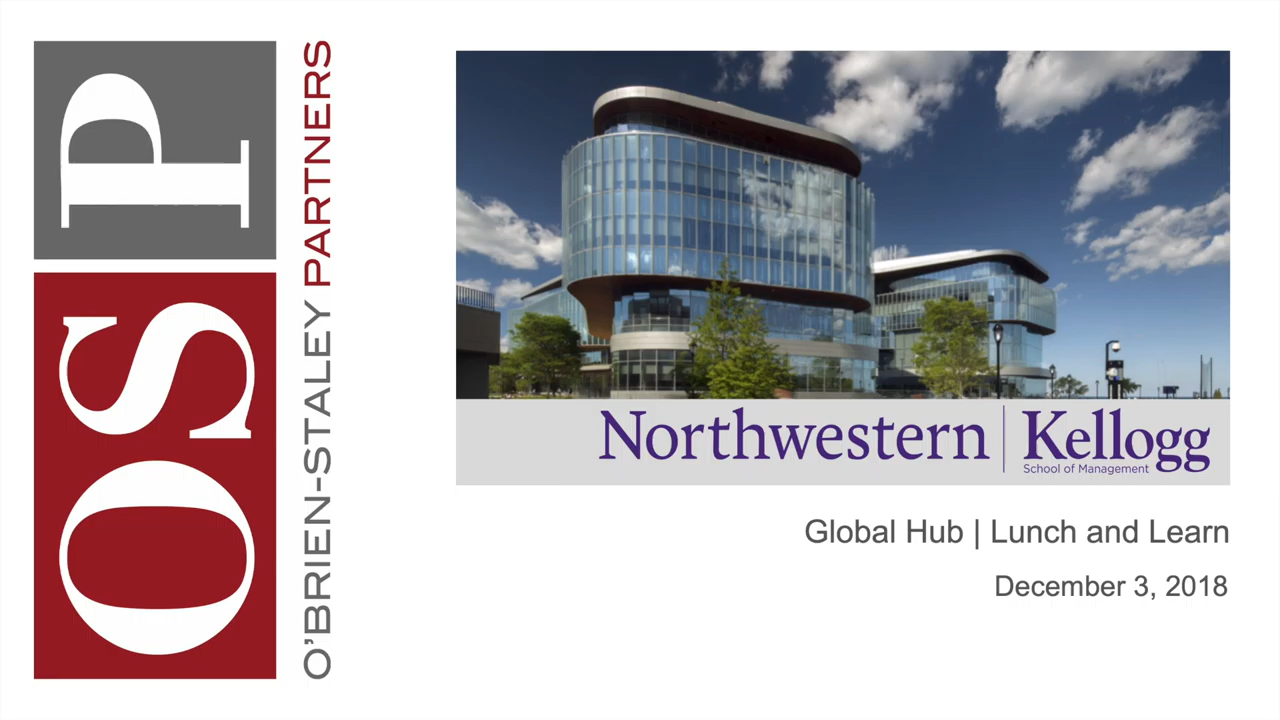 OSP
O'BRIEN-STALEY PARTNERS
Northwestern | Kellogg
School of Management
Global Hub | Lunch and Learn
December 3, 2018